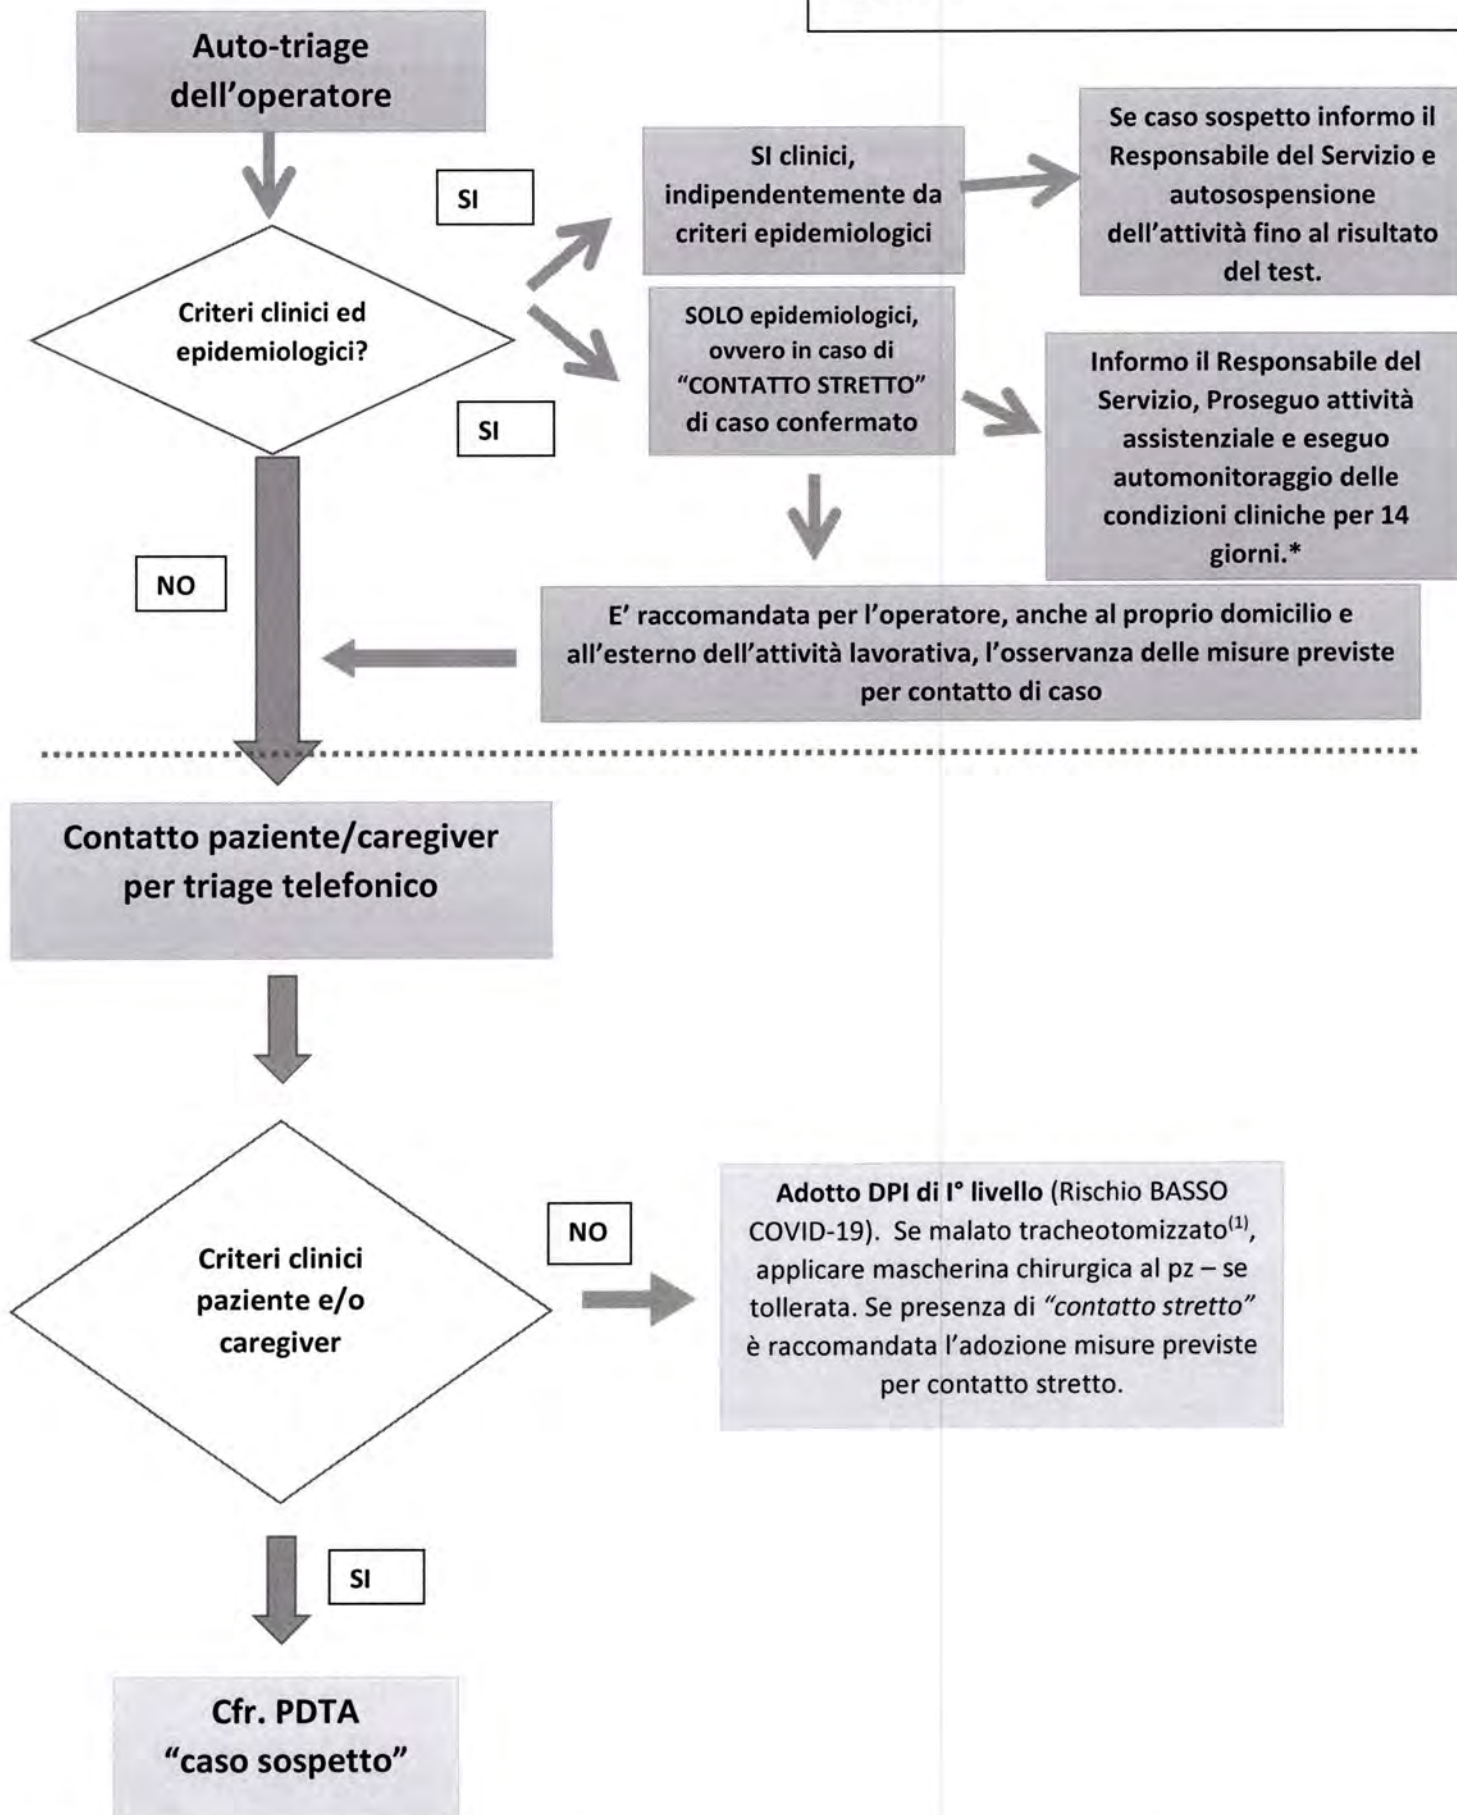 Auto-triage
dell'operatore
SI
SI clinici,
indipendentemente da
criteri epidemiologici
Se caso sospetto informo il
Responsabile del Servizio e
autosospensione
dell'attività fino al risultato
del test.
Criteri clinici ed
epidemiologici?
SI
SOLO epidemiologici,
ovvero in caso di
“CONTATTO STRETTO”
di caso confermato
Informo il Responsabile del
Servizio, Proseguo attività
assistenziale e eseguo
automonitoraggio delle
condizioni cliniche per 14
giorni.*
NO
E' raccomandata per l'operatore, anche al proprio domicilio e
all'esterno dell'attività lavorativa, l'osservanza delle misure previste
per contatto di caso
Contatto paziente/caregiver
per triage telefonico
Criteri clinici
paziente e/o
caregiver
NO
Adotto DPI di I° livello (Rischio BASSO
COVID-19). Se malato tracheotomizzato(1),
applicare mascherina chirurgica al pz – se
tollerata. Se presenza di “contatto stretto”
è raccomandata l'adozione misure previste
per contatto stretto.
SI
Cfr. PDTA
“caso sospetto”